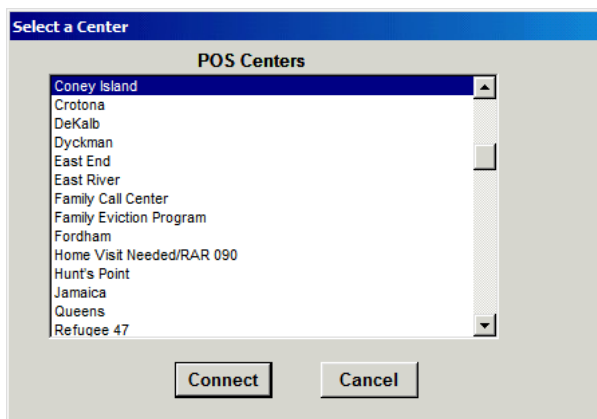 Select a Center
POS Centers
Coney Island
Crotona
DeKalb
Dyckman
East End
East River
Family Call Center
Family Eviction Program
Fordham
Home Visit Needed/RAR 090
Hunt's Point
Jamaica
Queens
Refugee 47
Connect Cancel